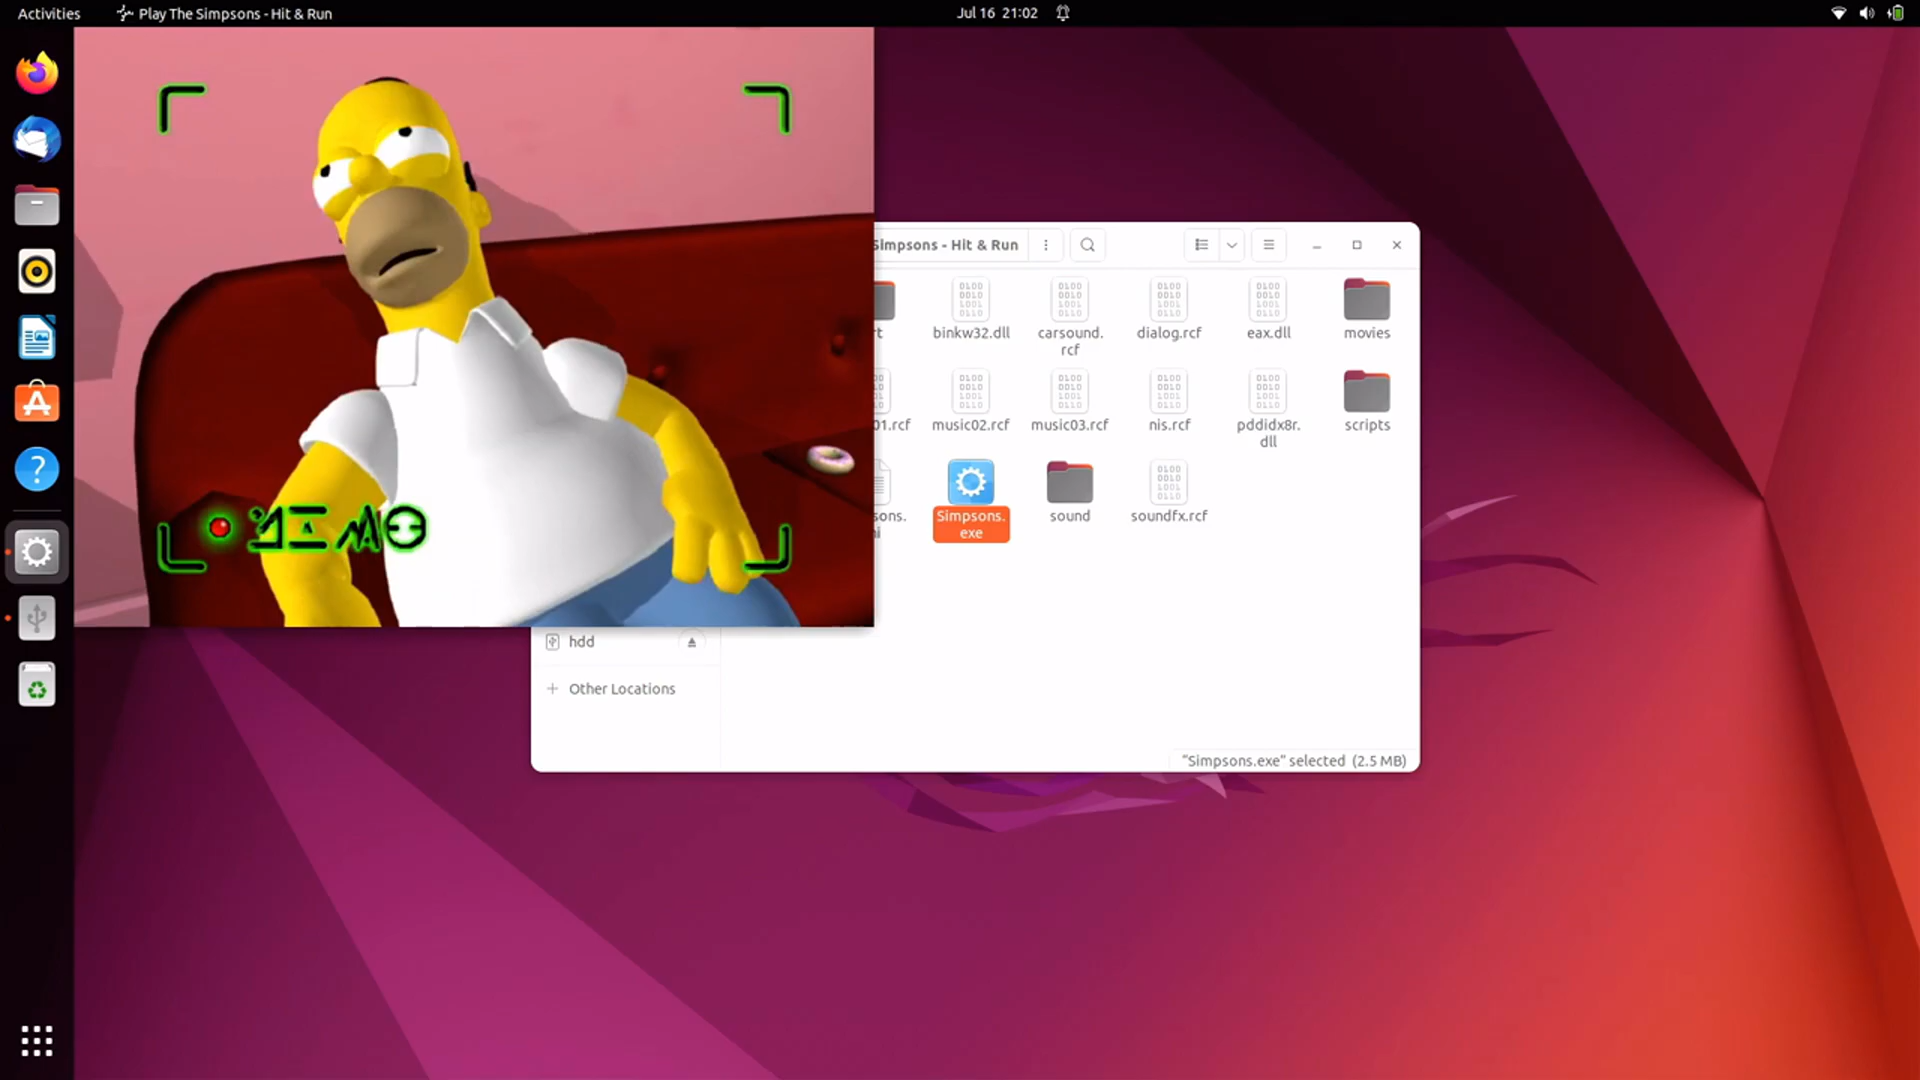 Activities
Play The Simpsons - Hit & Run
Jul 16 21:02
Simpsons - Hit & Run
binkw32.dll
carsound.
rcf
dialog.rcf
eax.dll
movies
01.rcf
music02.rcf
music03.rcf
nis.rcf
pddidx8r.
dll
scripts
Simpsons.
exe
sound
soundfx.rcf
hdd
Other Locations
"Simpsons.exe" selected (2.5 MB)